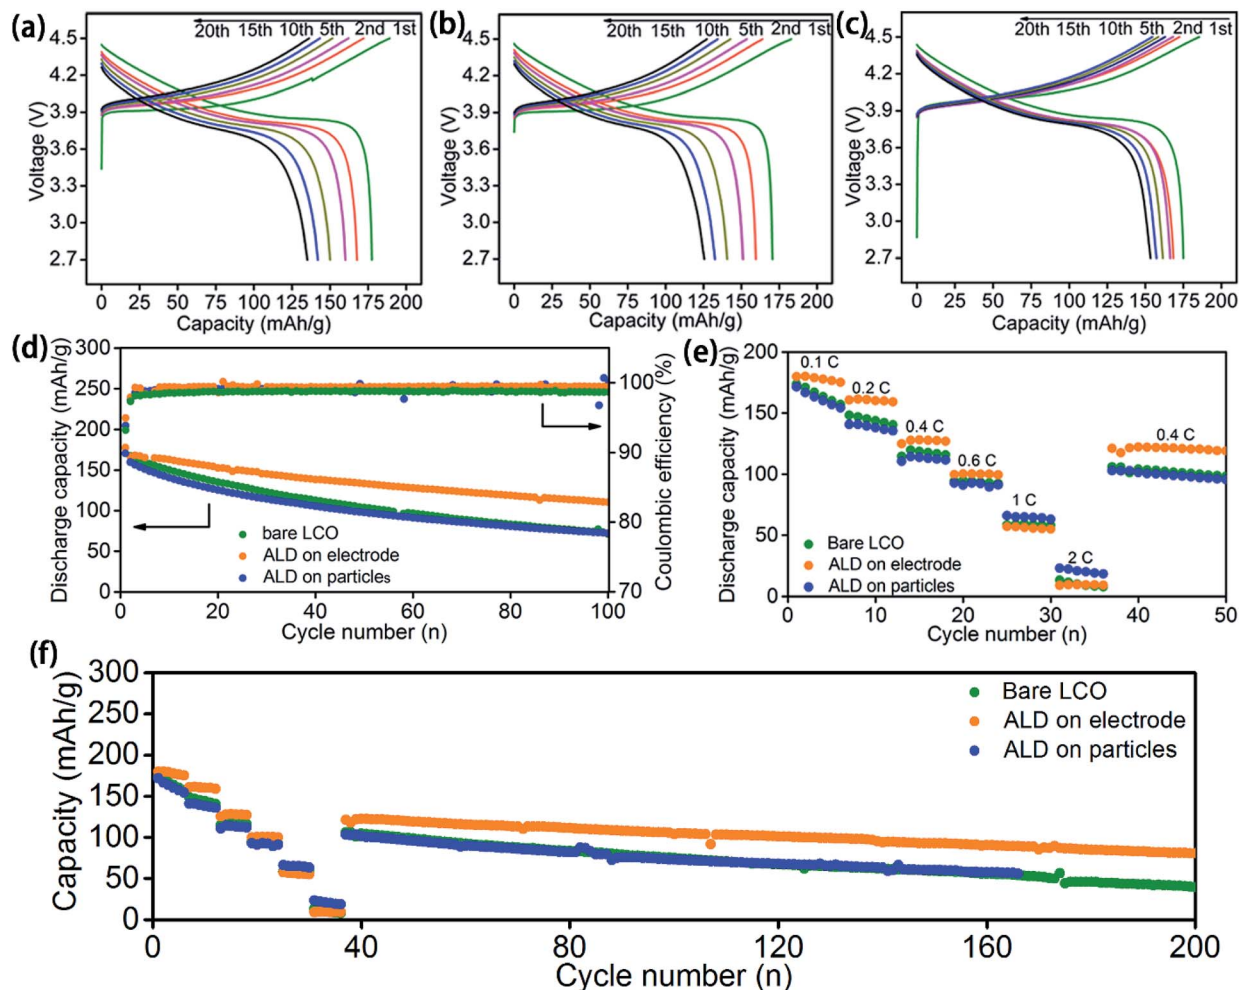 (a)
20th 15th 10th 5th 2nd 1st
4.5
4.2
3.9
3.6
3.3
3.0
2.7
Voltage (V)
0 25 50 75 100 125 150 175 200
Capacity (mAh/g)
(b)
20th 15th 10th 5th 2nd 1st
4.5
4.2
3.9
3.6
3.3
3.0
2.7
Voltage (V)
0 25 50 75 100 125 150 175 200
Capacity (mAh/g)
(c)
20th 15th 10th 5th 2nd 1st
4.5
4.2
3.9
3.6
3.3
3.0
2.7
Voltage (V)
0 25 50 75 100 125 150 175 200
Capacity (mAh/g)
(d)
300
250
200
150
100
50
0
Discharge capacity (mAh/g)
100
90
80
70
Coulombic efficiency (%)
bare LCO
ALD on electrode
ALD on particles
0 20 40 60 80 100
Cycle number (n)
(e)
200
150
100
50
0
Discharge capacity (mAh/g)
0.1 C
0.2 C
0.4 C
0.6 C
1 C
2 C
0.4 C
Bare LCO
ALD on electrode
ALD on particles
0 10 20 30 40 50
Cycle number (n)
(f)
300
250
200
150
100
50
0
Capacity (mAh/g)
Bare LCO
ALD on electrode
ALD on particles
0 40 80 120 160 200
Cycle number (n)